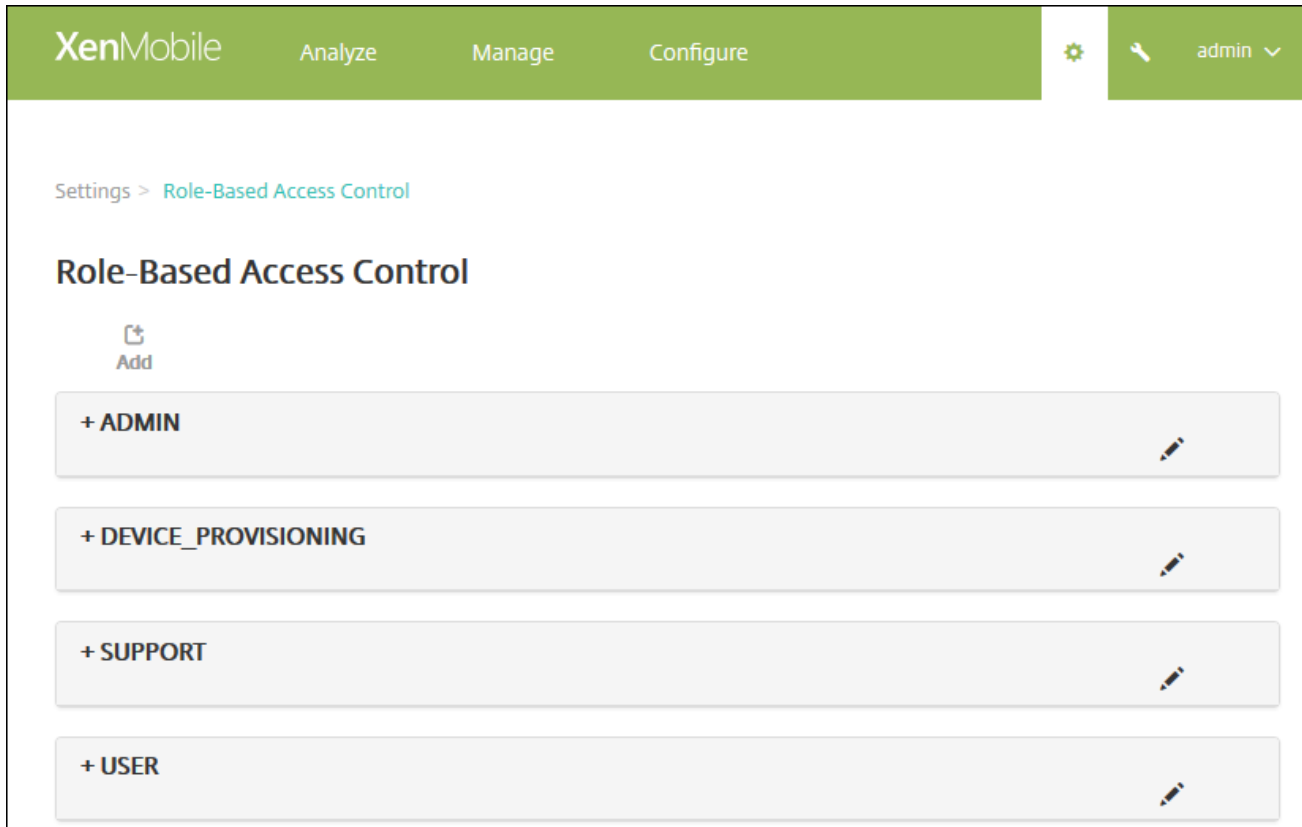 XenMobile Analyze Manage Configure admin
Settings > Role-Based Access Control
Role-Based Access Control
Add
+ ADMIN
+ DEVICE_PROVISIONING
+ SUPPORT
+ USER